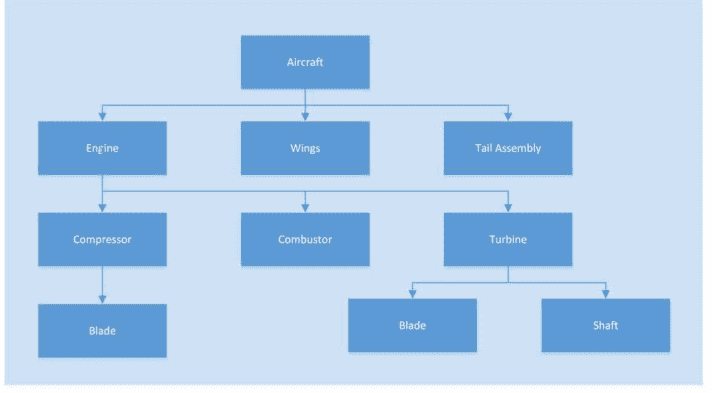 Aircraft
Engine
Wings
Tail Assembly
Compressor
Combustor
Turbine
Blade
Blade
Shaft